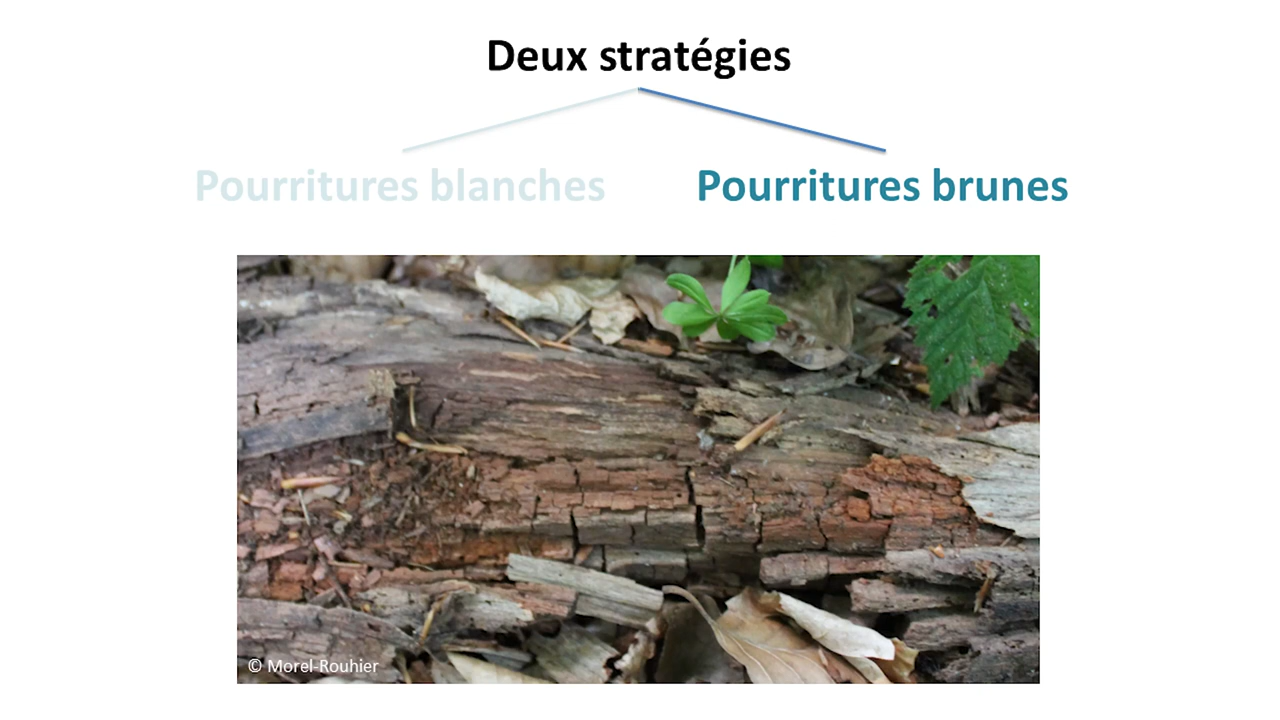 Deux stratégies
Pourritures blanches
Pourritures brunes
© Morel-Rouhier